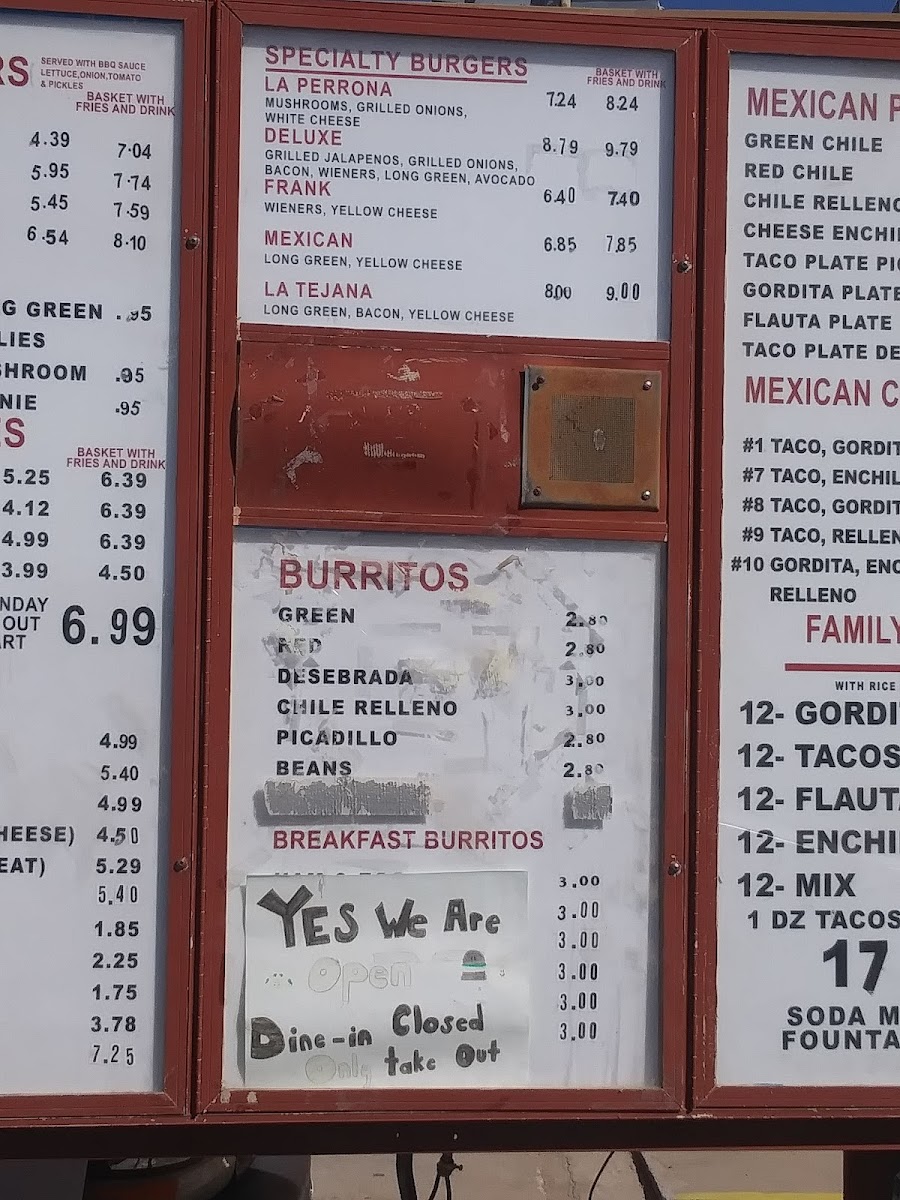 RS SERVED WITH BBQ SAUCE
LETTUCE,ONION,TOMATO
& PICKLES
BASKET WITH
FRIES AND DRINK
4.39 7.04
5.95 7.74
5.45 7.59
6.54 8.10
G GREEN .95
LIES
SHROOM .95
NIE .95
ES
BASKET WITH
FRIES AND DRINK
5.25 6.39
4.12 6.39
4.99 6.39
3.99 4.50
NDAY
OUT
ART
6.99
4.99
5.40
4.99
HEESE) 4.50
EAT) 5.29
5.40
1.85
2.25
1.75
3.78
7.25
SPECIALTY BURGERS
BASKET WITH
FRIES AND DRINK
LA PERRONA 7.24 8.24
MUSHROOMS, GRILLED ONIONS,
WHITE CHEESE
DELUXE 8.79 9.79
GRILLED JALAPENOS, GRILLED ONIONS,
BACON, WIENERS, LONG GREEN, AVOCADO
FRANK 6.40 7.40
WIENERS, YELLOW CHEESE
MEXICAN 6.85 7.85
LONG GREEN, YELLOW CHEESE
LA TEJANA 8.00 9.00
LONG GREEN, BACON, YELLOW CHEESE
BURRITOS
GREEN 2.80
RED 2.80
DESEBRADA 3.00
CHILE RELLENO 3.00
PICADILLO 2.80
BEANS 2.80
BREAKFAST BURRITOS
3.00
3.00
3.00
3.00
3.00
3.00
YES We Are
Open
Dine-in Closed
Only take Out
MEXICAN P
GREEN CHILE
RED CHILE
CHILE RELLENO
CHEESE ENCHI
TACO PLATE PI
GORDITA PLATE
FLAUTA PLATE
TACO PLATE DE
MEXICAN C
#1 TACO, GORDIT
#7 TACO, ENCHIL
#8 TACO, GORDIT
#9 TACO, RELLEN
#10 GORDITA, ENC
RELLENO
FAMILY
WITH RICE
12- GORDI
12- TACOS
12- FLAUTA
12- ENCHI
12- MIX
1 DZ TACOS
17
SODA M
FOUNTA